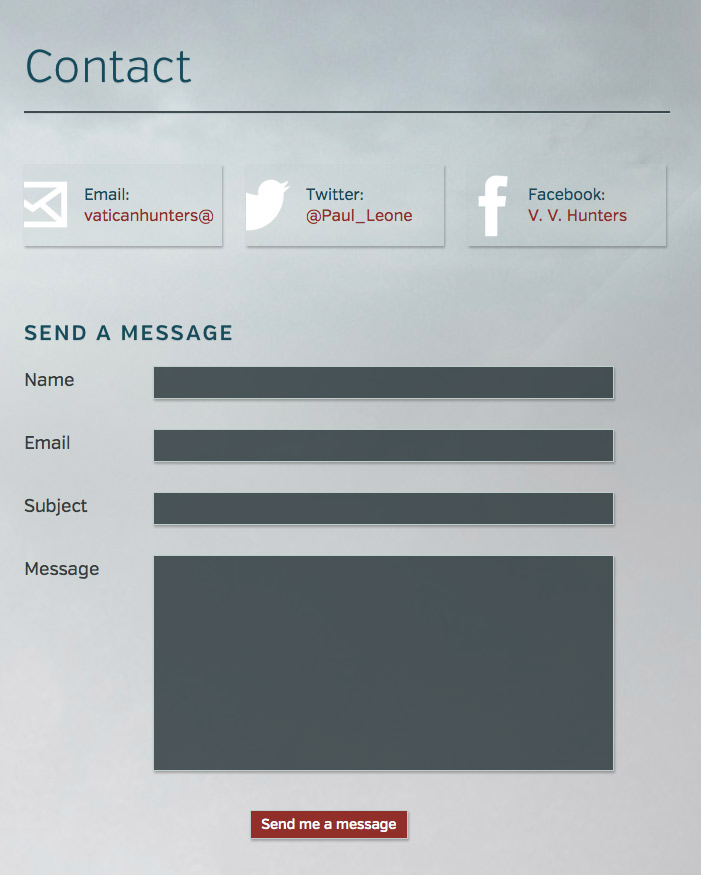 Contact
Email:
vaticanhunters@
Twitter:
@Paul_Leone
Facebook:
V. V. Hunters
SEND A MESSAGE
Name
Email
Subject
Message
Send me a message